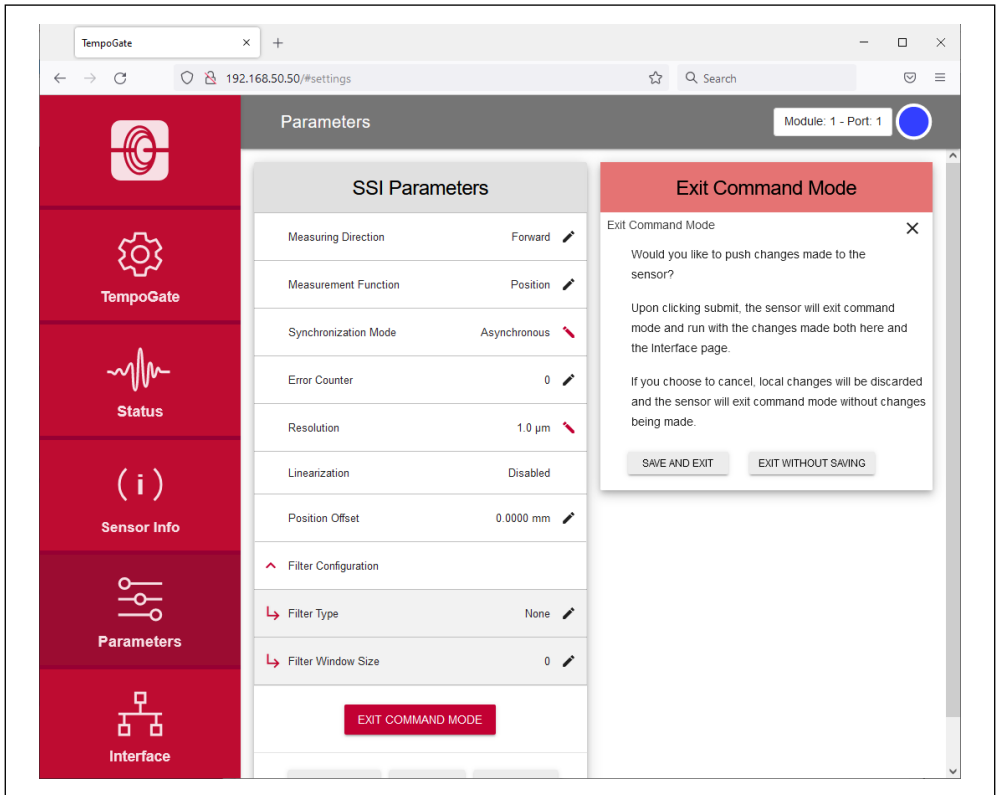 TempoGate
192.168.50.50/#settings
Search
Parameters
Module: 1 - Port: 1
TempoGate
Status
( i )
Sensor Info
Parameters
Interface
SSI Parameters
Measuring Direction Forward
Measurement Function Position
Synchronization Mode Asynchronous
Error Counter 0
Resolution 1.0 µm
Linearization Disabled
Position Offset 0.0000 mm
Filter Configuration
Filter Type None
Filter Window Size 0
EXIT COMMAND MODE
Exit Command Mode
Exit Command Mode
Would you like to push changes made to the
sensor?
Upon clicking submit, the sensor will exit command
mode and run with the changes made both here and
the Interface page.
If you choose to cancel, local changes will be discarded
and the sensor will exit command mode without changes
being made.
SAVE AND EXIT EXIT WITHOUT SAVING